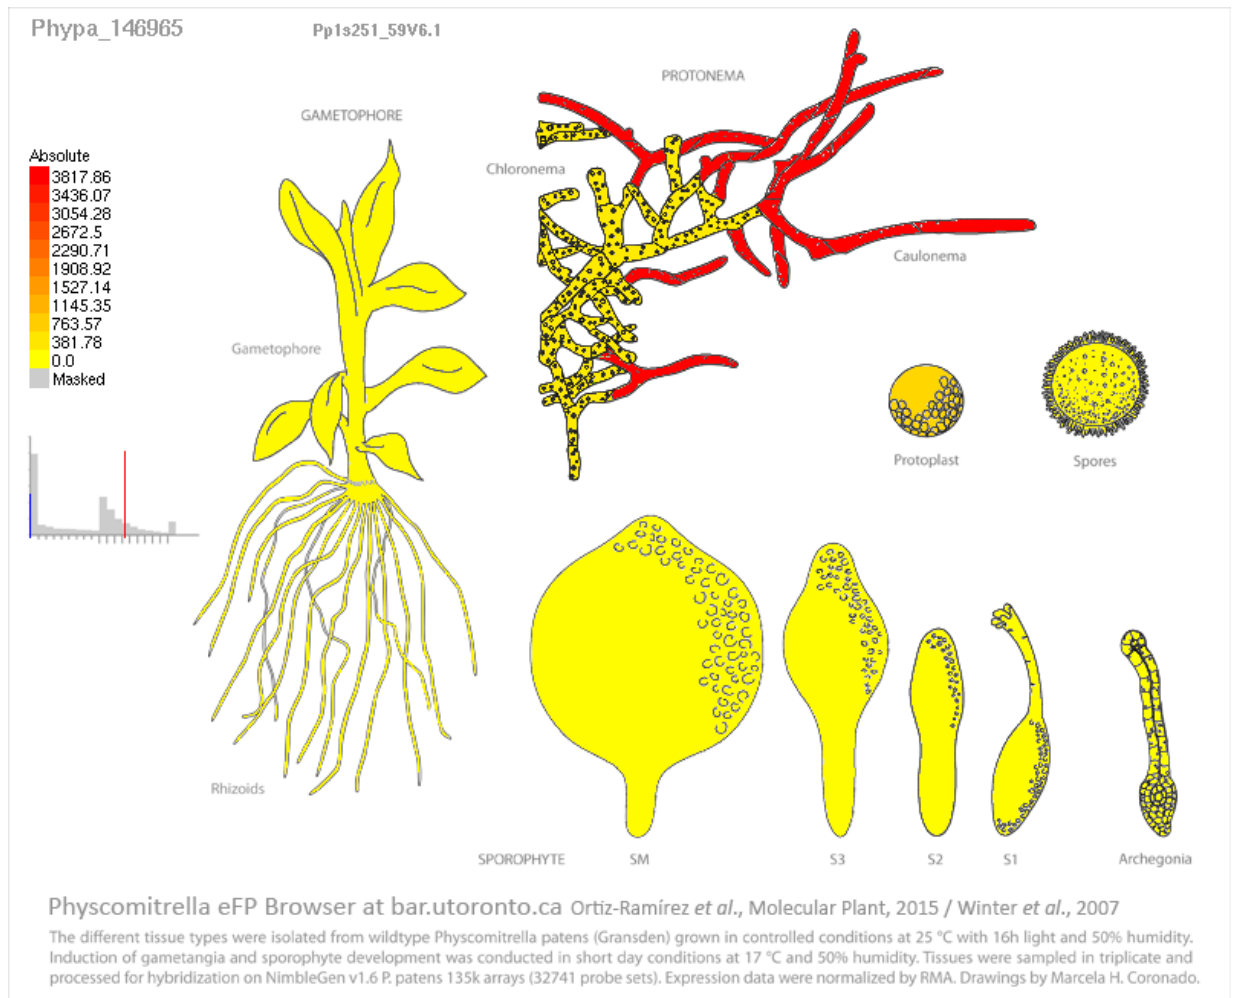 Phypa_146965
Pp1s251_59V6.1
PROTONEMA
GAMETOPHORE
Absolute
3817.86
3436.07
3054.28
2672.5
2290.71
1908.92
1527.14
1145.35
763.57
381.78
0.0
Masked
Chloronema
Caulonema
Gametophore
Protoplast
Spores
Rhizoids
SPOROPHYTE
SM
S3
S2
S1
Archegonia
Physcomitrella eFP Browser at bar.utoronto.ca Ortiz-Ramírez et al., Molecular Plant, 2015 / Winter et al., 2007
The different tissue types were isolated from wildtype Physcomitrella patens (Gransden) grown in controlled conditions at 25 °C with 16h light and 50% humidity.
Induction of gametangia and sporophyte development was conducted in short day conditions at 17 °C and 50% humidity. Tissues were sampled in triplicate and
processed for hybridization on NimbleGen v1.6 P. patens 135k arrays (32741 probe sets). Expression data were normalized by RMA. Drawings by Marcela H. Coronado.